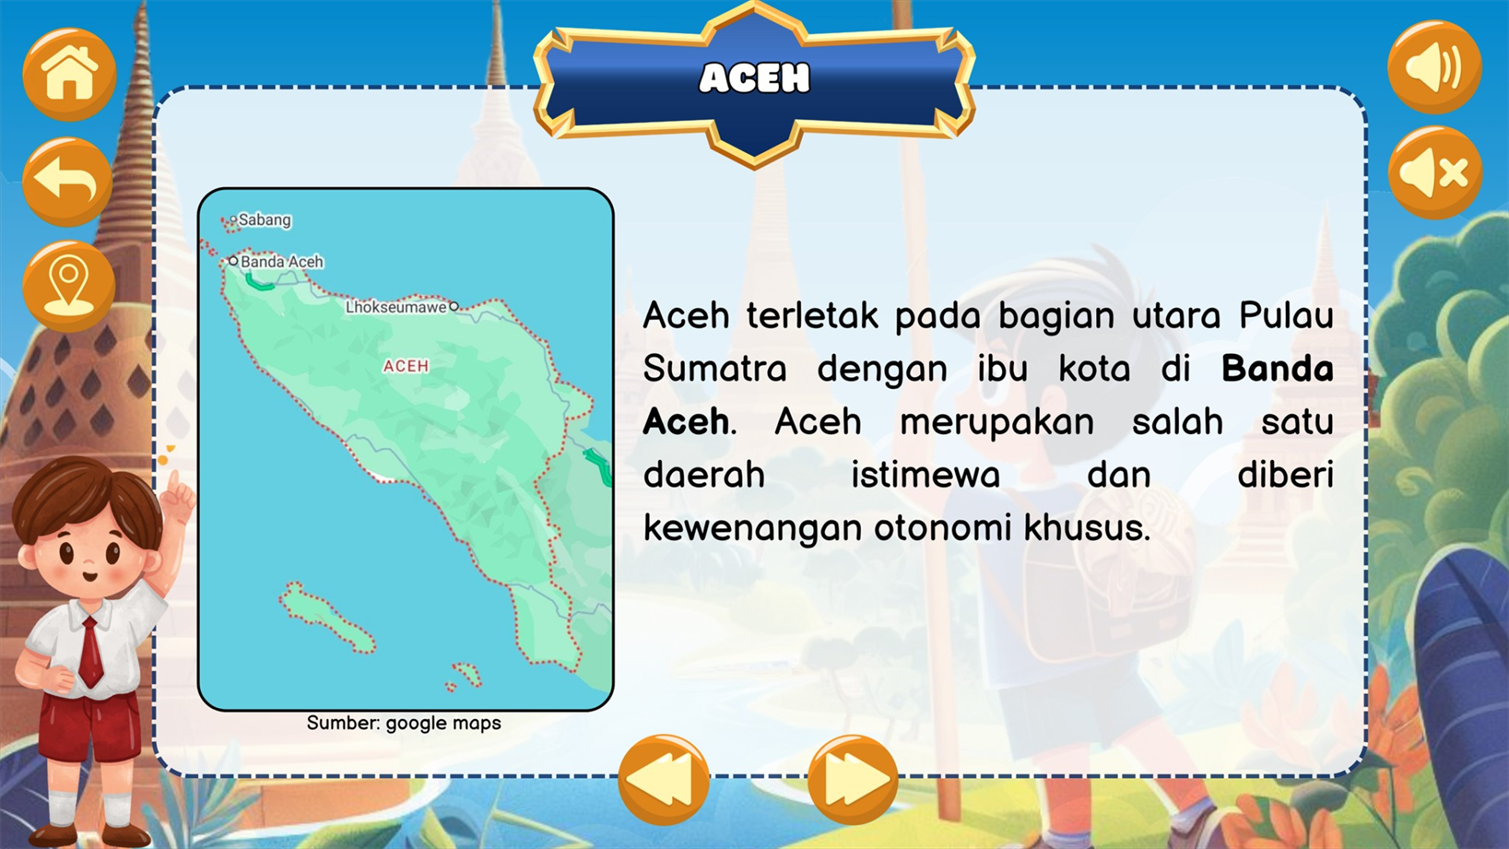 ACEH
Sabang
Banda Aceh
Lhokseumawe
ACEH
Sumber: google maps
Aceh terletak pada bagian utara Pulau
Sumatra dengan ibu kota di Banda
Aceh. Aceh merupakan salah satu
daerah istimewa dan diberi
kewenangan otonomi khusus.